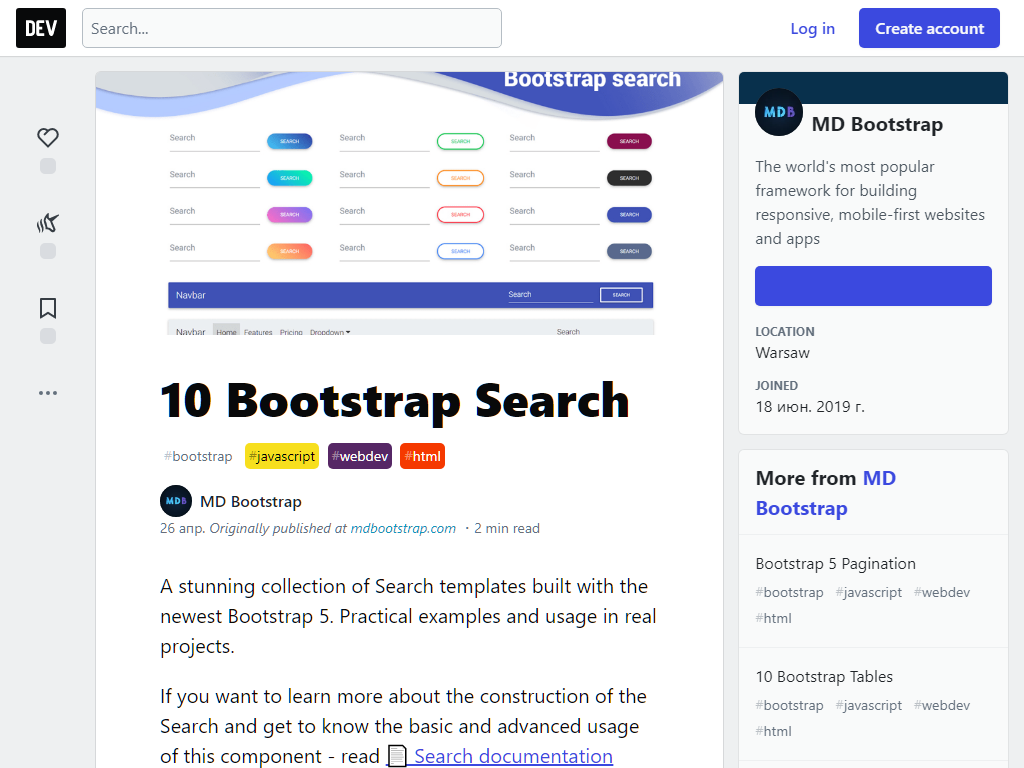 DEV
Search...
Log in
Create account
Bootstrap search
Search SEARCH Search SEARCH Search SEARCH
Search SEARCH Search SEARCH Search SEARCH
Search SEARCH Search SEARCH Search SEARCH
Search SEARCH Search SEARCH Search SEARCH
Navbar Search SEARCH
Navbar Home Features Pricing Dropdown Search
10 Bootstrap Search
#bootstrap #javascript #webdev #html
MDB MD Bootstrap
26 апр. Originally published at mdbootstrap.com ・2 min read
A stunning collection of Search templates built with the
newest Bootstrap 5. Practical examples and usage in real
projects.
If you want to learn more about the construction of the
Search and get to know the basic and advanced usage
of this component - read 📄 Search documentation
MDB MD Bootstrap
The world's most popular
framework for building
responsive, mobile-first websites
and apps
LOCATION
Warsaw
JOINED
18 июн. 2019 г.
More from MD
Bootstrap
Bootstrap 5 Pagination
#bootstrap #javascript #webdev
#html
10 Bootstrap Tables
#bootstrap #javascript #webdev
#html